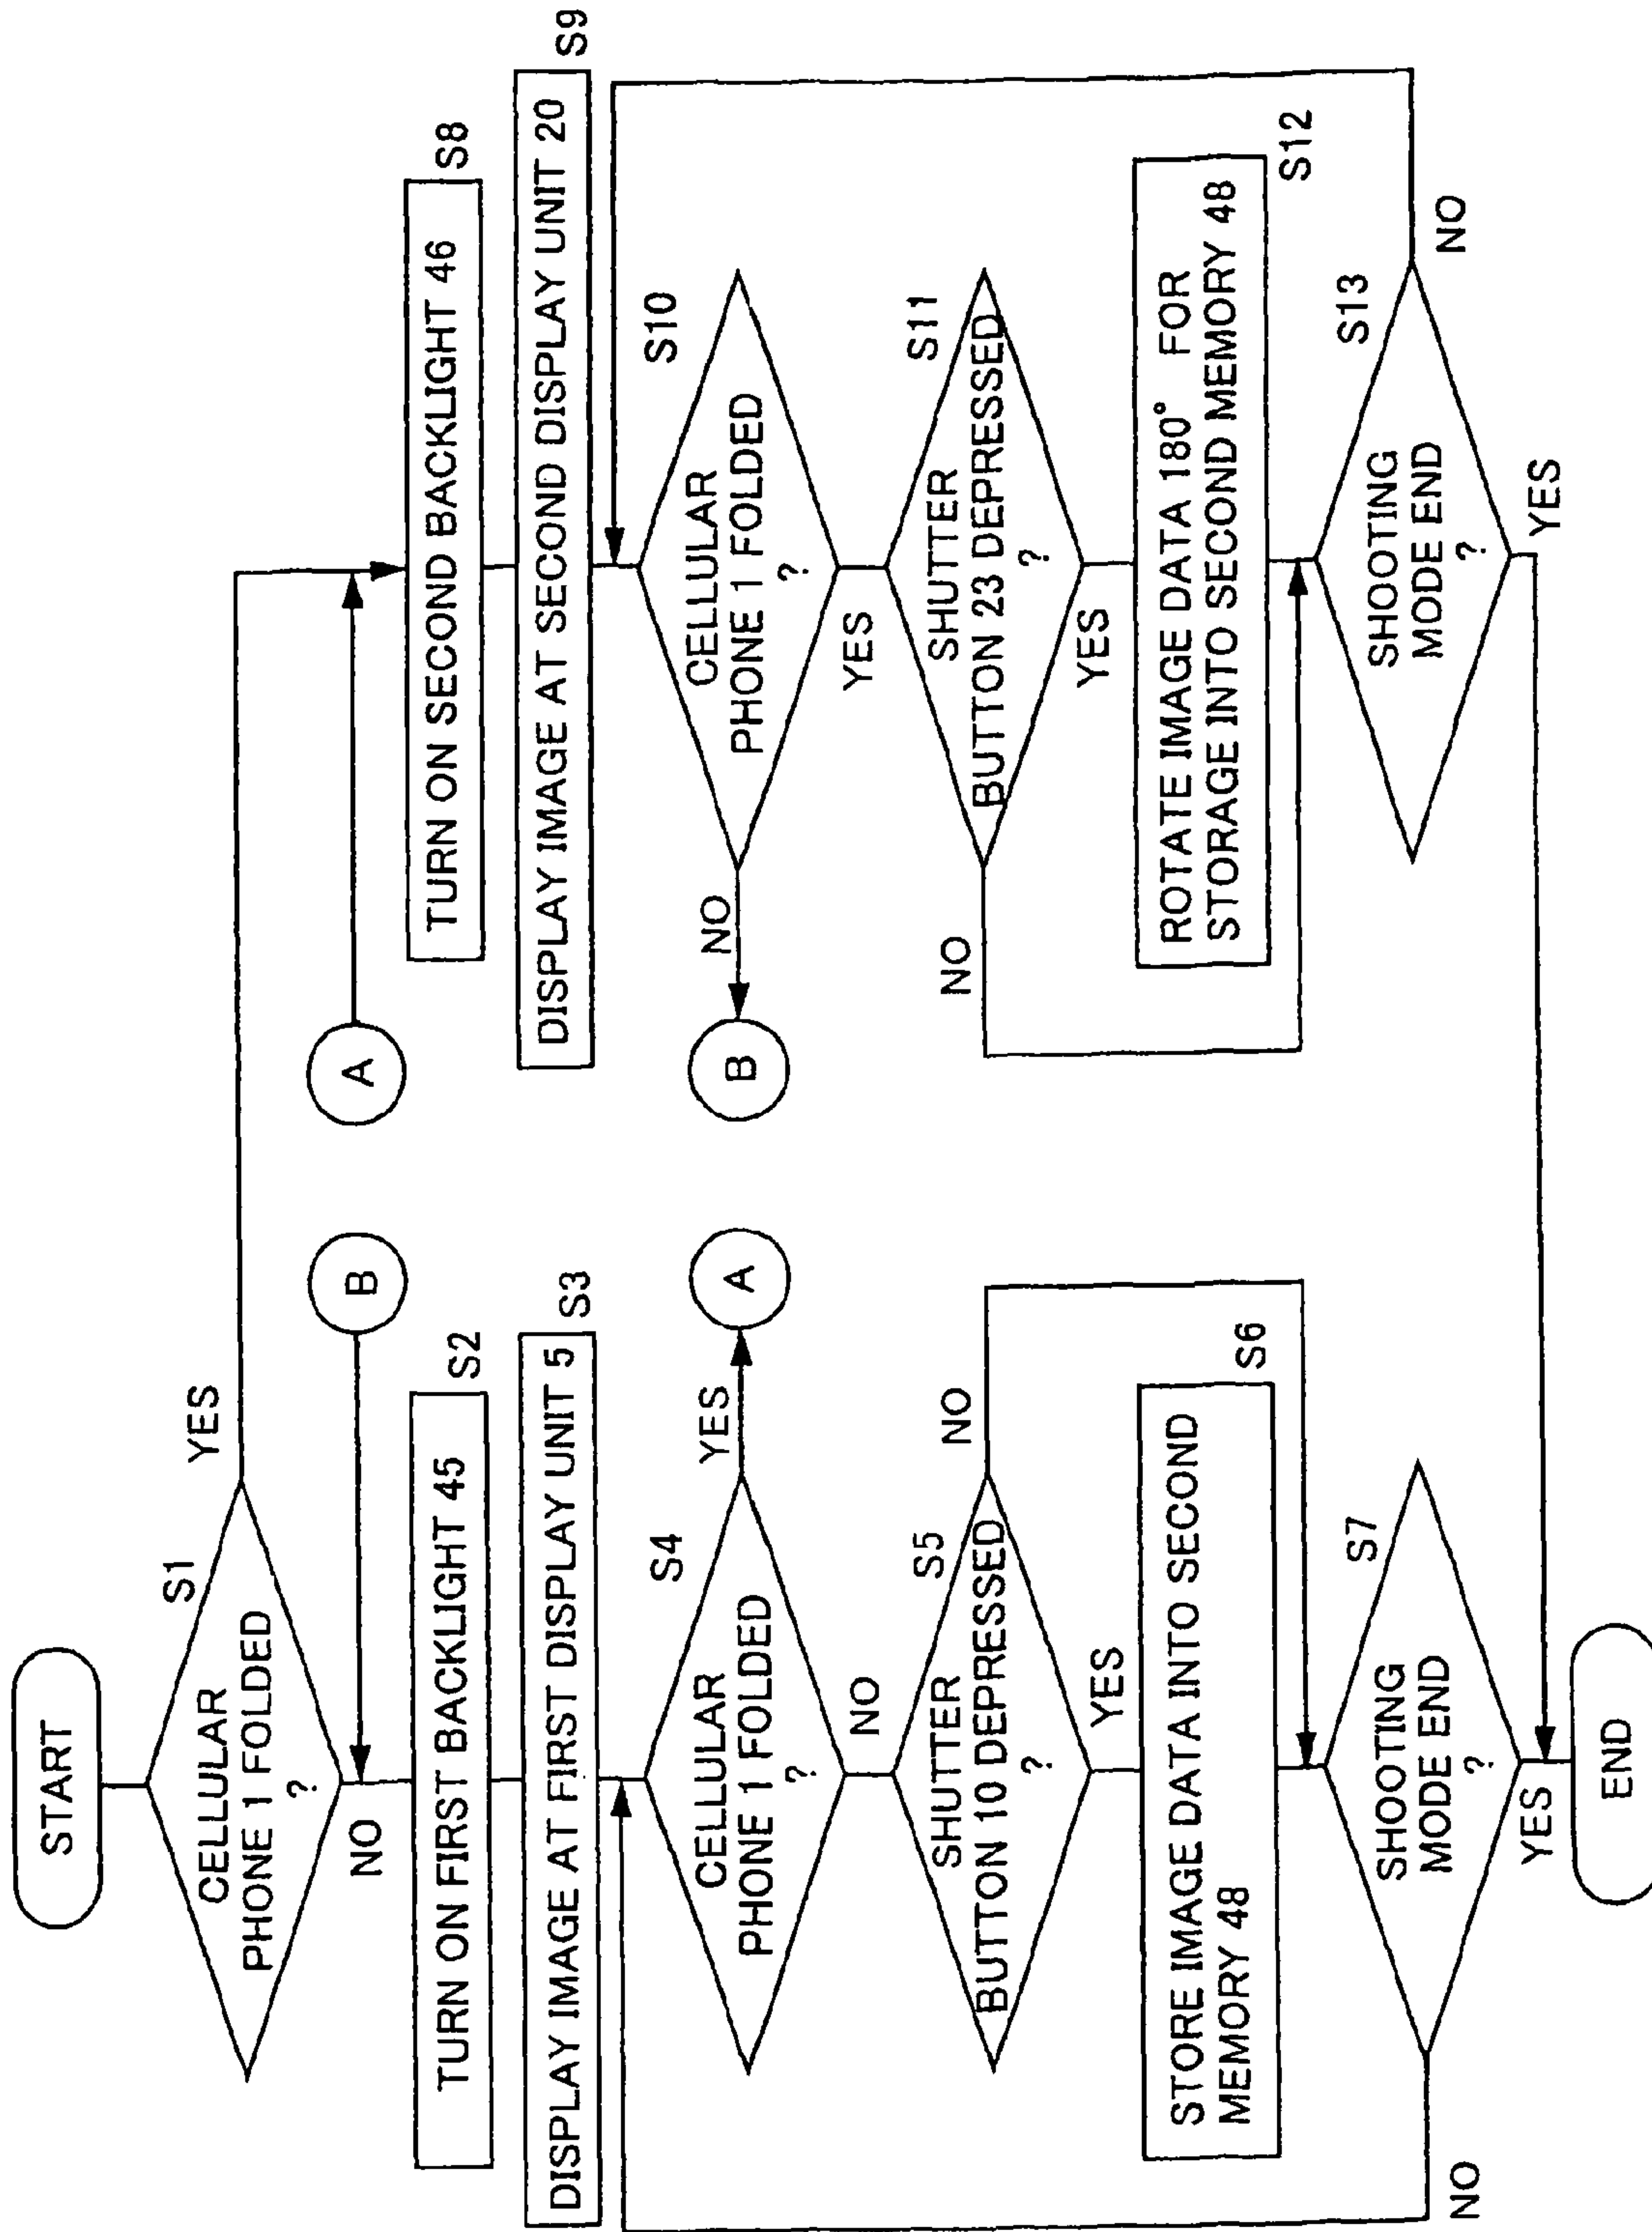 START
S1
CELLULAR
PHONE 1 FOLDED
?
YES
NO
B
TURN ON FIRST BACKLIGHT 45
S2
DISPLAY IMAGE AT FIRST DISPLAY UNIT 5
S3
S4
CELLULAR
PHONE 1 FOLDED
?
YES
A
NO
S5
SHUTTER
BUTTON 10 DEPRESSED
?
NO
YES
STORE IMAGE DATA INTO SECOND
MEMORY 48
S6
S7
SHOOTING
MODE END
?
NO
YES
END
A
TURN ON SECOND BACKLIGHT 46
S8
DISPLAY IMAGE AT SECOND DISPLAY UNIT 20
S9
S10
CELLULAR
PHONE 1 FOLDED
?
NO
B
YES
S11
SHUTTER
BUTTON 23 DEPRESSED
?
NO
YES
ROTATE IMAGE DATA 180° FOR
STORAGE INTO SECOND MEMORY 48
S12
S13
SHOOTING
MODE END
?
NO
YES